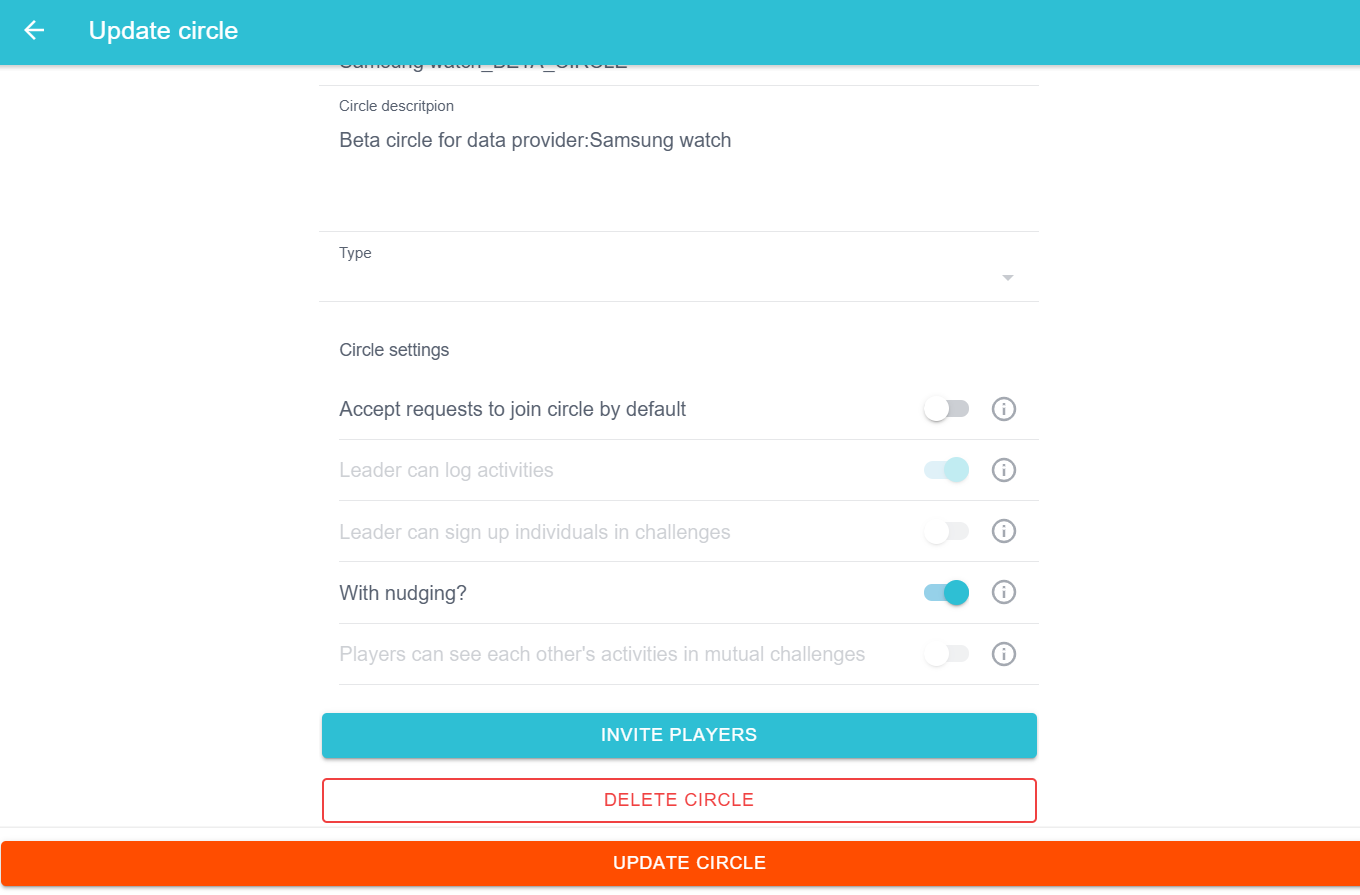 Update circle
Samsung watch_BETA_CIRCLE
Circle descritpion
Beta circle for data provider:Samsung watch
Type
Circle settings
Accept requests to join circle by default
Leader can log activities
Leader can sign up individuals in challenges
With nudging?
Players can see each other's activities in mutual challenges
INVITE PLAYERS
DELETE CIRCLE
UPDATE CIRCLE